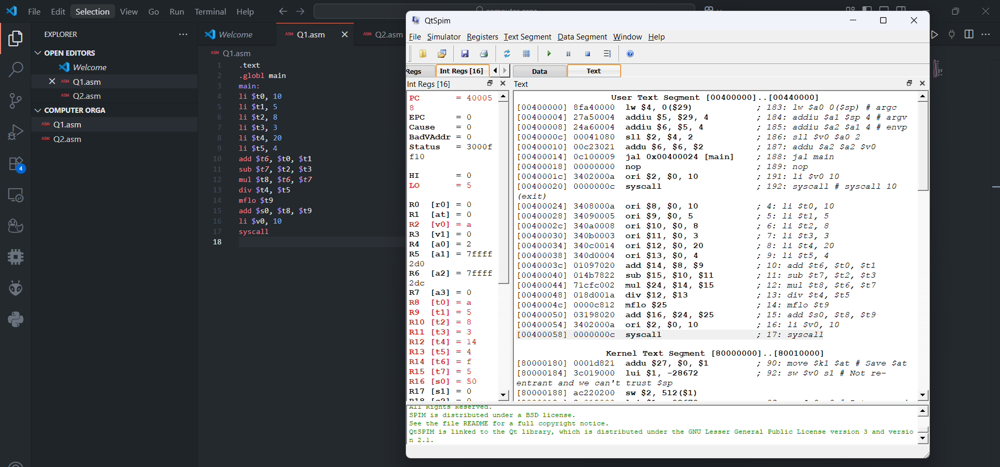 File Edit Selection View Go Run Terminal Help
EXPLORER
OPEN EDITORS
Welcome
ASM Q1.asm
ASM Q2.asm
COMPUTER ORGA
ASM Q1.asm
ASM Q2.asm
4
Welcome
ASM Q1.asm
ASM Q2.asm
ASM Q1.asm
1 .text
2 .globl main
3 main:
4 li $t0, 10
5 li $t1, 5
6 li $t2, 8
7 li $t3, 3
8 li $t4, 20
9 li $t5, 4
10 add $t6, $t0, $t1
11 sub $t7, $t2, $t3
12 mul $t8, $t6, $t7
13 div $t4, $t5
14 mflo $t9
15 add $s0, $t8, $t9
16 li $v0, 10
17 syscall
18
QtSpim
File Simulator Registers Text Segment Data Segment Window Help
Regs
Int Regs [16]
Data
Text
Int Regs [16]
PC = 40005
8
EPC = 0
Cause = 0
BadVAddr = 0
Status = 3000f
f10
HI = 0
LO = 5
R0 [r0] = 0
R1 [at] = 0
R2 [v0] = a
R3 [v1] = 0
R4 [a0] = 2
R5 [a1] = 7ffff
2d0
R6 [a2] = 7ffff
2dc
R7 [a3] = 0
R8 [t0] = a
R9 [t1] = 5
R10 [t2] = 8
R11 [t3] = 3
R12 [t4] = 14
R13 [t5] = 4
R14 [t6] = f
R15 [t7] = 5
R16 [s0] = 50
R17 [s1] = 0
Text
User Text Segment [00400000]..[00440000]
[00400000] 8fa40000 lw $4, 0($29) ; 183: lw $a0 0($sp) # argc
[00400004] 27a50004 addiu $5, $29, 4 ; 184: addiu $a1 $sp 4 # argv
[00400008] 24a60004 addiu $6, $5, 4 ; 185: addiu $a2 $a1 4 # envp
[0040000c] 00041080 sll $2, $4, 2 ; 186: sll $v0 $a0 2
[00400010] 00c23021 addu $6, $6, $2 ; 187: addu $a2 $a2 $v0
[00400014] 0c100009 jal 0x00400024 [main] ; 188: jal main
[00400018] 00000000 nop ; 189: nop
[0040001c] 3402000a ori $2, $0, 10 ; 191: li $v0 10
[00400020] 0000000c syscall ; 192: syscall # syscall 10
(exit)
[00400024] 3408000a ori $8, $0, 10 ; 4: li $t0, 10
[00400028] 34090005 ori $9, $0, 5 ; 5: li $t1, 5
[0040002c] 340a0008 ori $10, $0, 8 ; 6: li $t2, 8
[00400030] 340b0003 ori $11, $0, 3 ; 7: li $t3, 3
[00400034] 340c0014 ori $12, $0, 20 ; 8: li $t4, 20
[00400038] 340d0004 ori $13, $0, 4 ; 9: li $t5, 4
[0040003c] 01097020 add $14, $8, $9 ; 10: add $t6, $t0, $t1
[00400040] 014b7822 sub $15, $10, $11 ; 11: sub $t7, $t2, $t3
[00400044] 71cfc002 mul $24, $14, $15 ; 12: mul $t8, $t6, $t7
[00400048] 018d001a div $12, $13 ; 13: div $t4, $t5
[0040004c] 0000c812 mflo $25 ; 14: mflo $t9
[00400050] 03198020 add $16, $24, $25 ; 15: add $s0, $t8, $t9
[00400054] 3402000a ori $2, $0, 10 ; 16: li $v0, 10
[00400058] 0000000c syscall ; 17: syscall
Kernel Text Segment [80000000]..[80010000]
[80000180] 0001d821 addu $27, $0, $1 ; 90: move $k1 $at # Save $at
[80000184] 3c019000 lui $1, -28672 ; 92: sw $v0 s1 # Not re-
entrant and we can't trust $sp
[80000188] ac220200 sw $2, 512($1)
All Rights Reserved.
SPIM is distributed under a BSD license.
See the file README for a full copyright notice.
QtSPIM is linked to the Qt library, which is distributed under the GNU Lesser General Public License version 3 and versio
n 2.1.